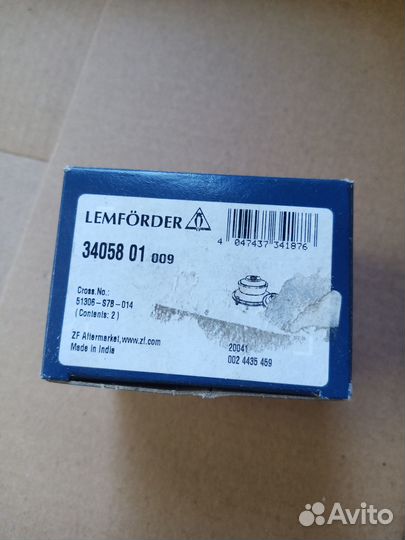 LEMFÖRDER
4 047437 341876
34058 01 009
Cross.No.:
51306-S7B-014
( Contents: 2 )
ZF Aftermarket,www.zf.com
Made in India
20041
002 4435 459
Avito